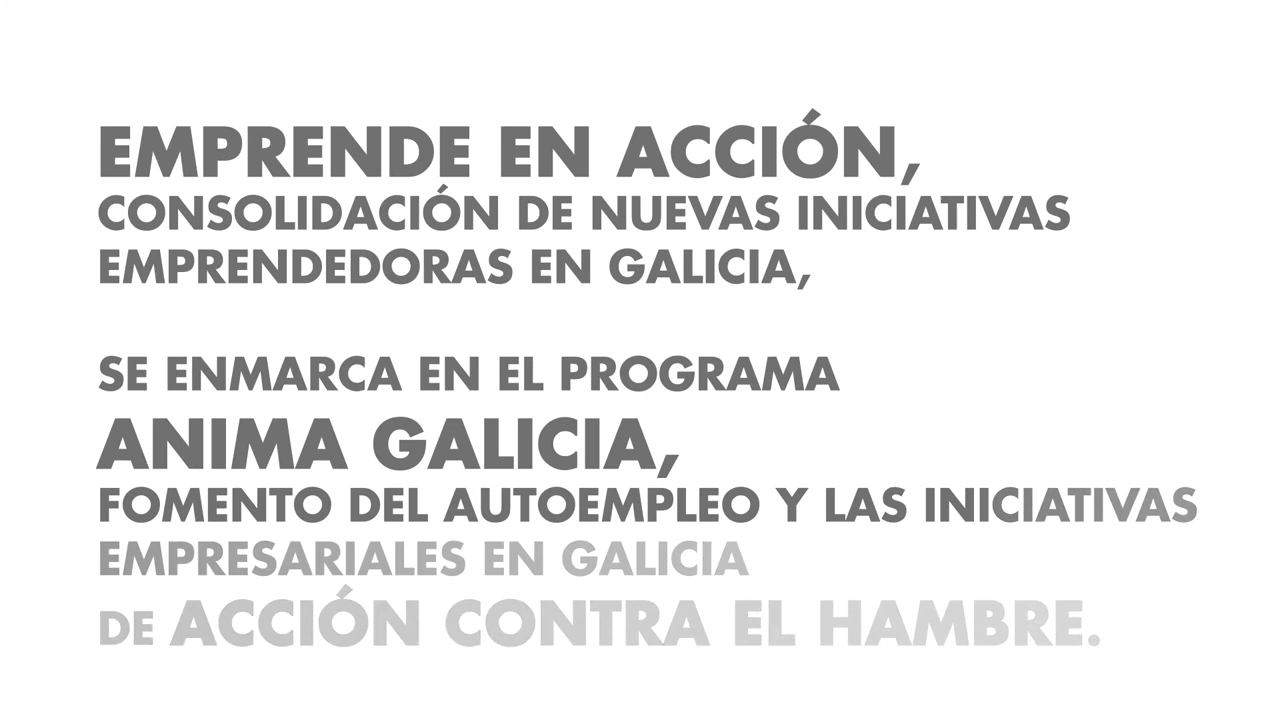 EMPRENDE EN ACCIÓN,
CONSOLIDACIÓN DE NUEVAS INICIATIVAS
EMPRENDEDORAS EN GALICIA,
SE ENMARCA EN EL PROGRAMA
ANIMA GALICIA,
FOMENTO DEL AUTOEMPLEO Y LAS INICIATIVAS
EMPRESARIALES EN GALICIA
DE ACCIÓN CONTRA EL HAMBRE.